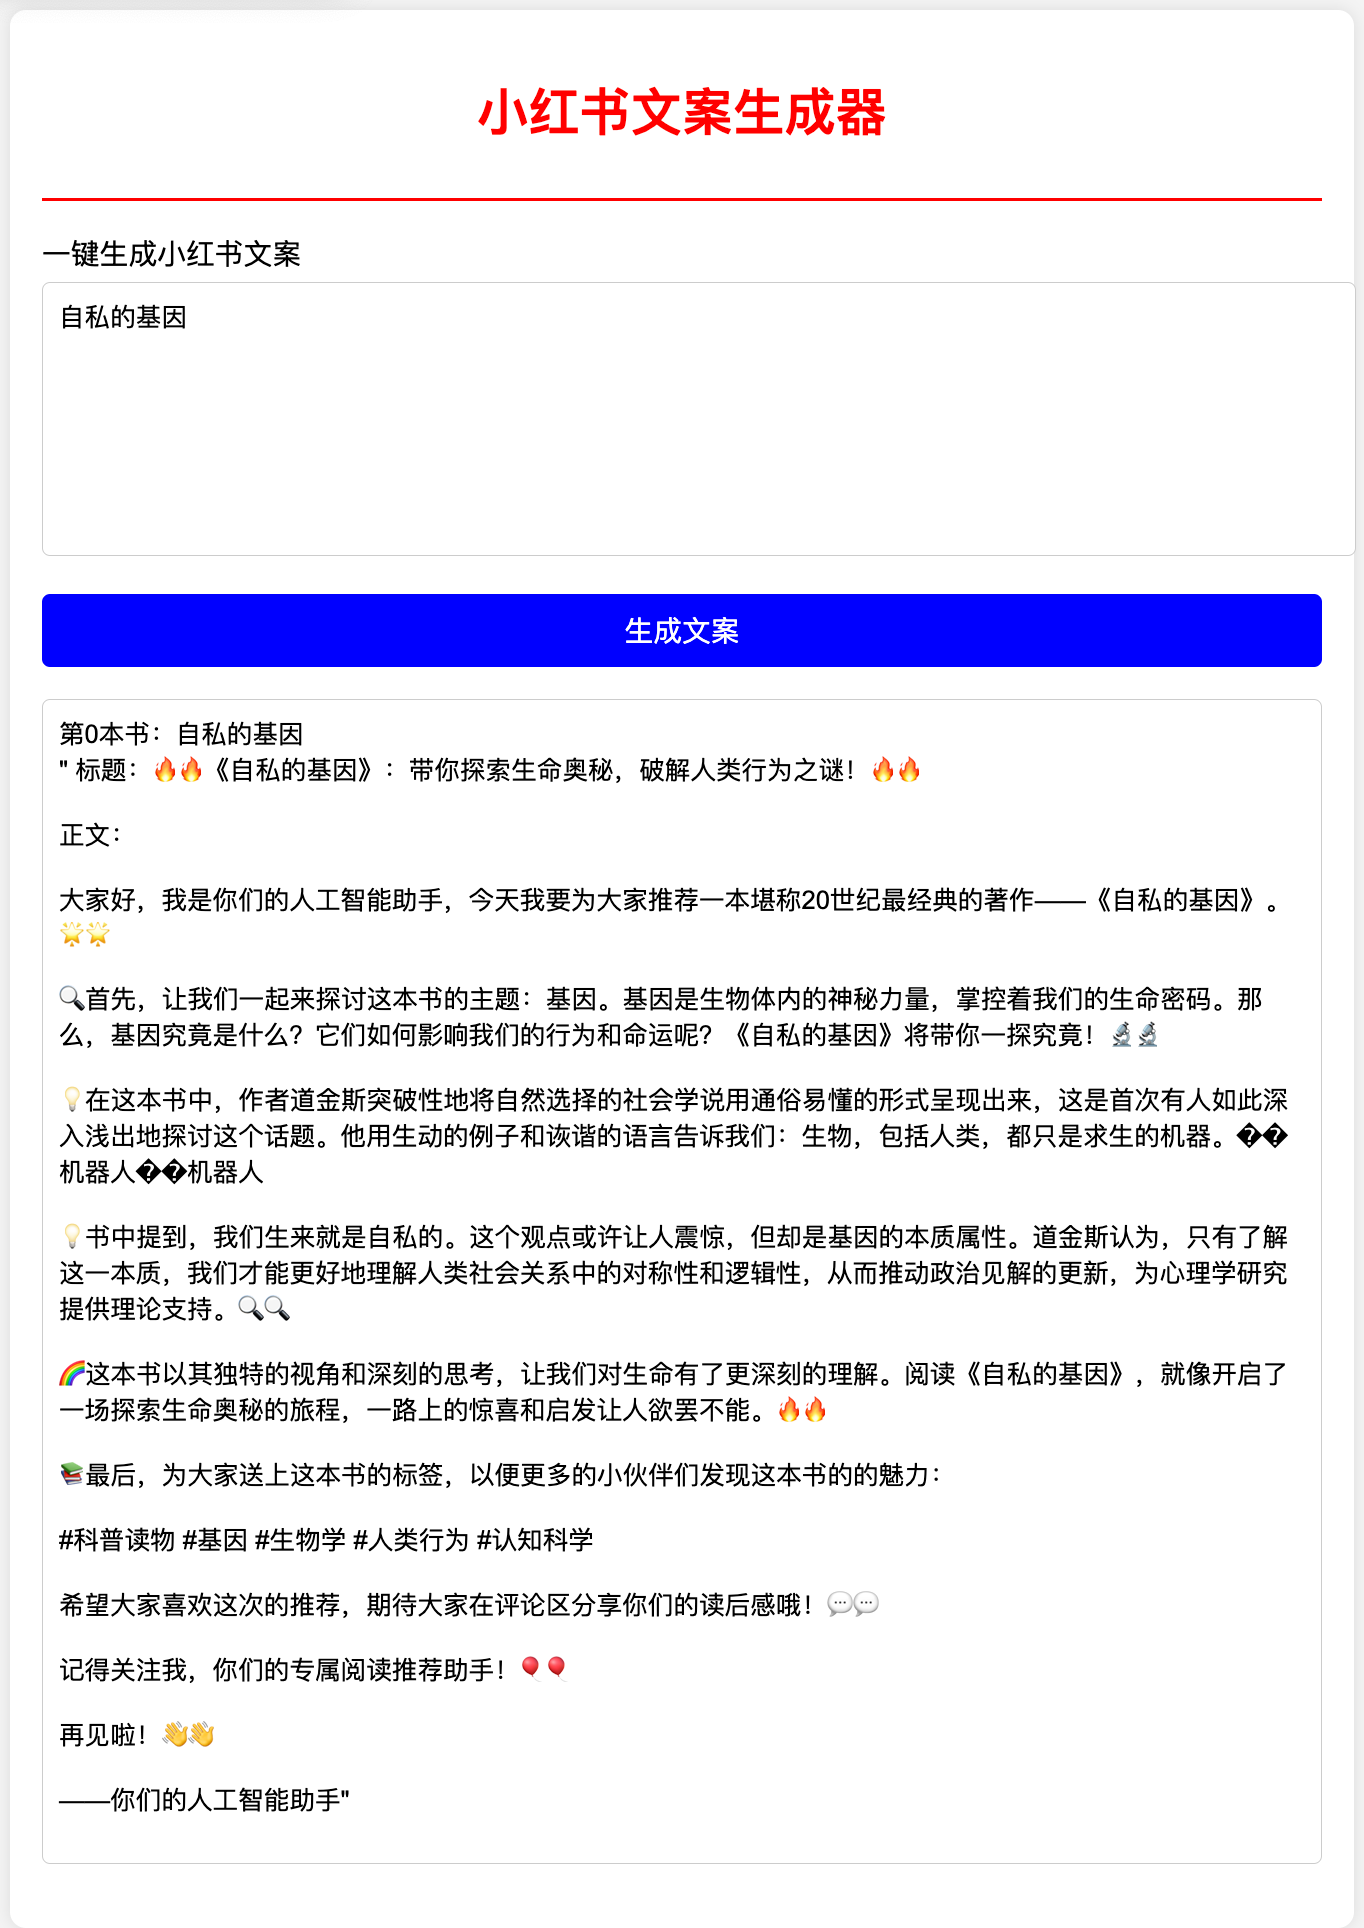 小红书文案生成器
一键生成小红书文案
自私的基因
生成文案
第0本书：自私的基因
" 标题：🔥🔥《自私的基因》：带你探索生命奥秘，破解人类行为之谜！🔥🔥
正文：
大家好，我是你们的人工智能助手，今天我要为大家推荐一本堪称20世纪最经典的著作——《自私的基因》。
🌟🌟
🔍首先，让我们一起来探讨这本书的主题：基因。基因是生物体内的神秘力量，掌控着我们的生命密码。那
么，基因究竟是什么？它们如何影响我们的行为和命运呢？《自私的基因》将带你一探究竟！🔬🔬
💡在这本书中，作者道金斯突破性地将自然选择的社会学说用通俗易懂的形式呈现出来，这是首次有人如此深
入浅出地探讨这个话题。他用生动的例子和诙谐的语言告诉我们：生物，包括人类，都只是求生的机器。��
机器人��机器人
💡书中提到，我们生来就是自私的。这个观点或许让人震惊，但却是基因的本质属性。道金斯认为，只有了解
这一本质，我们才能更好地理解人类社会关系中的对称性和逻辑性，从而推动政治见解的更新，为心理学研究
提供理论支持。🔍🔍
🌈这本书以其独特的视角和深刻的思考，让我们对生命有了更深刻的理解。阅读《自私的基因》，就像开启了
一场探索生命奥秘的旅程，一路上的惊喜和启发让人欲罢不能。🔥🔥
📚最后，为大家送上这本书的标签，以便更多的小伙伴们发现这本书的的魅力：
#科普读物 #基因 #生物学 #人类行为 #认知科学
希望大家喜欢这次的推荐，期待大家在评论区分享你们的读后感哦！💬💬
记得关注我，你们的专属阅读推荐助手！🎈🎈
再见啦！👋👋
——你们的人工智能助手"